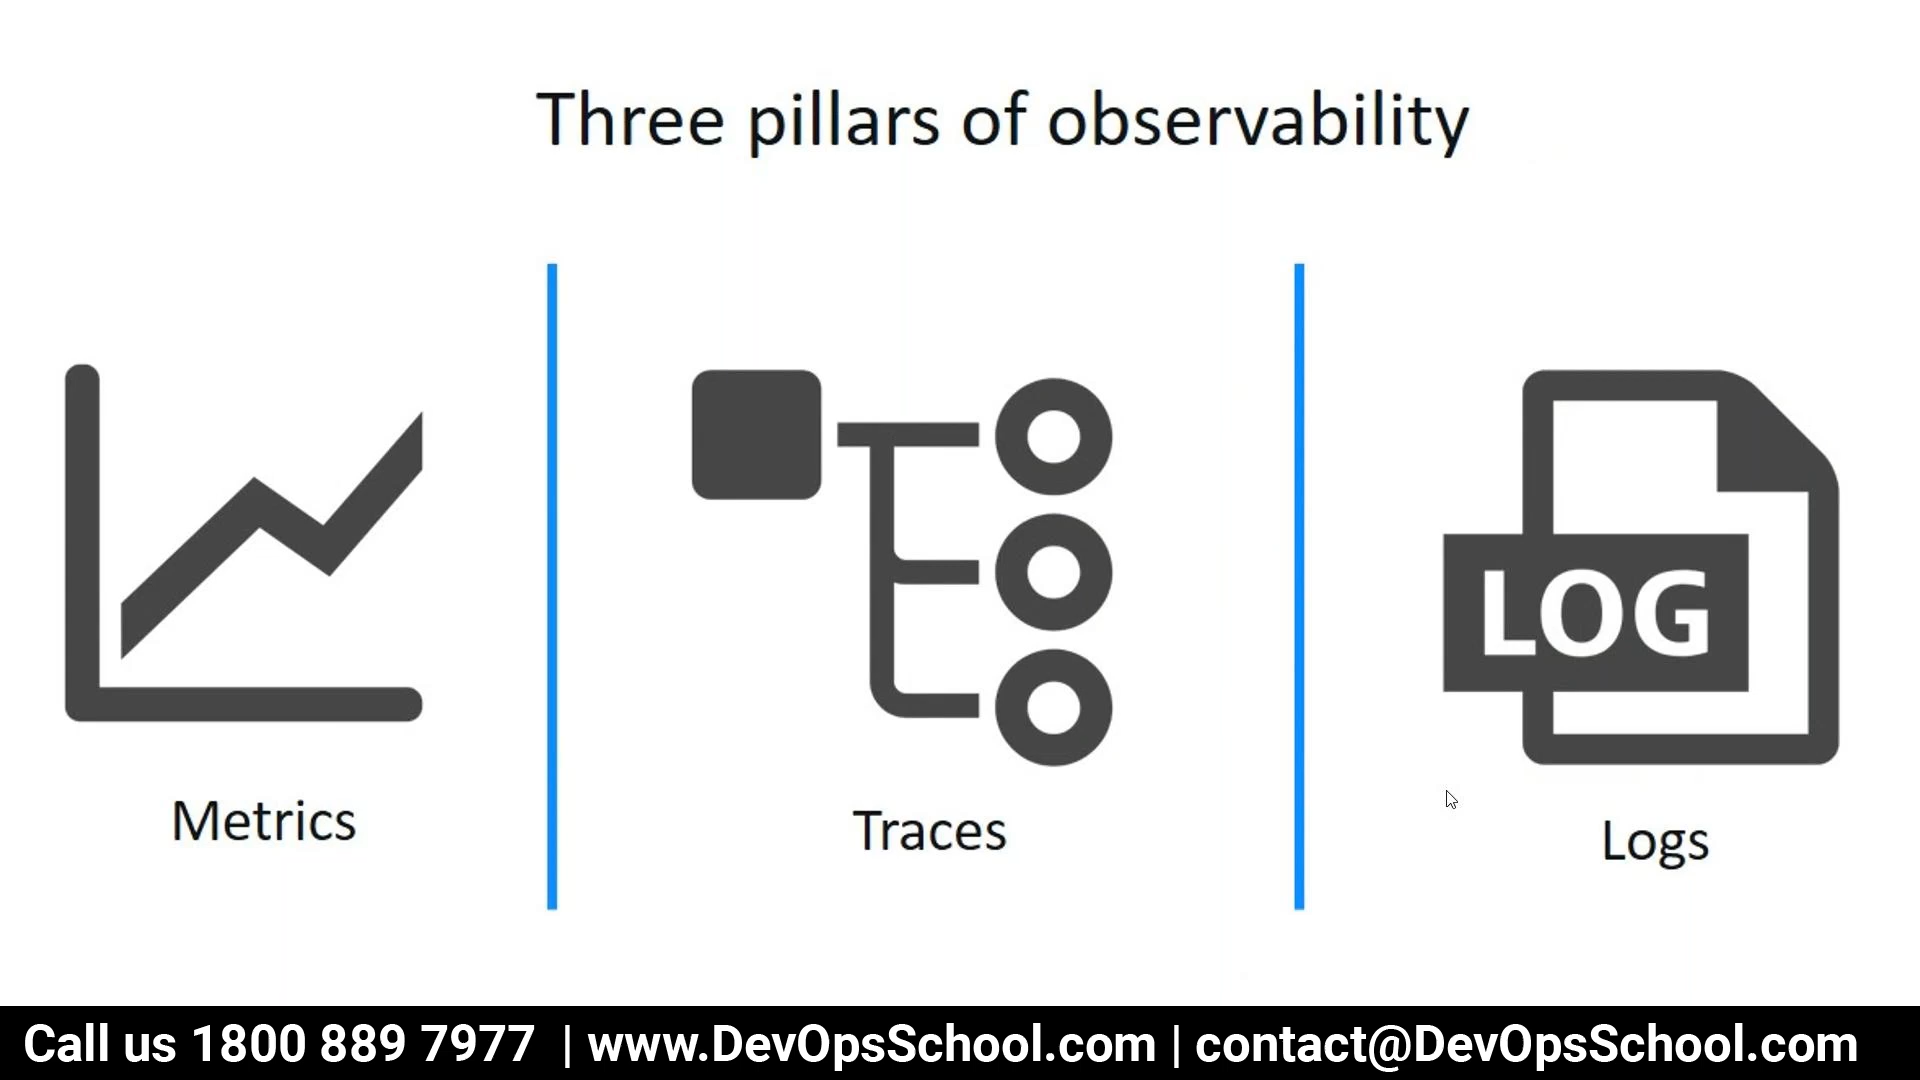 Three pillars of observability
LOG
Metrics
Traces
Logs
Call us 1800 889 7977 | www.DevOpsSchool.com | contact@DevOpsSchool.com